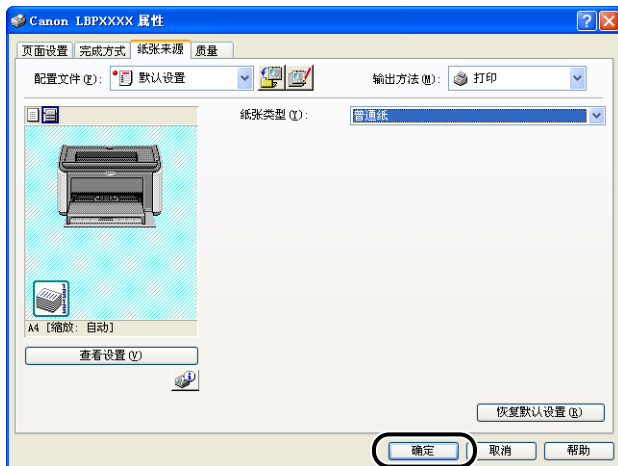 Canon LBPXXXX 属性
页面设置 完成方式 纸张来源 质量
配置文件(F): 默认设置 输出方法(M): 打印
纸张类型(Y): 普通纸
A4 [缩放: 自动]
查看设置(V)
恢复默认设置(R)
确定 取消 帮助